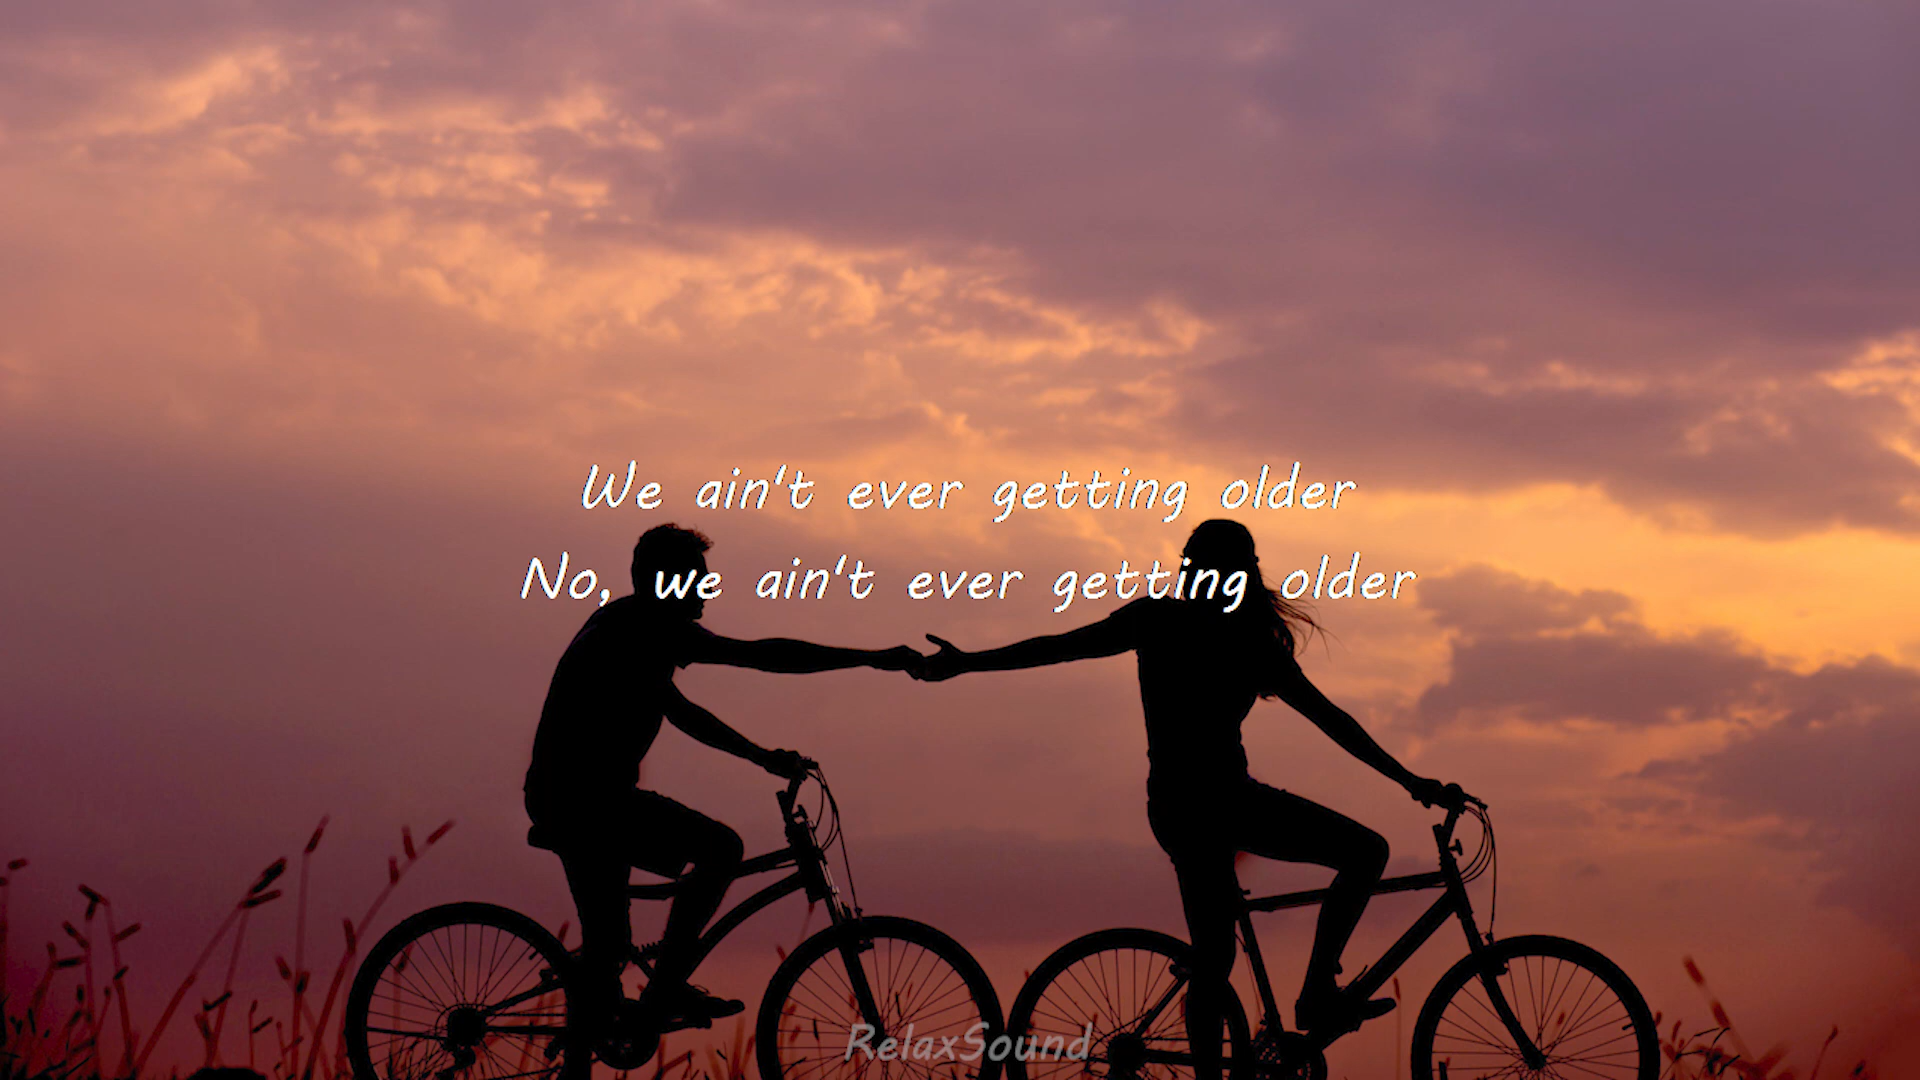 We ain't ever getting older
No, we ain't ever getting older
RelaxSound